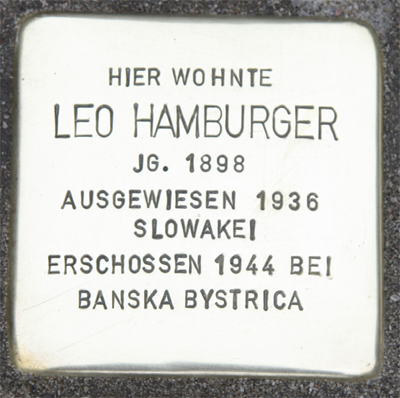 HIER WOHNTE
LEO HAMBURGER
JG. 1898
AUSGEWIESEN 1936
SLOWAKEI
ERSCHOSSEN 1944 BEI
BANSKA BYSTRICA